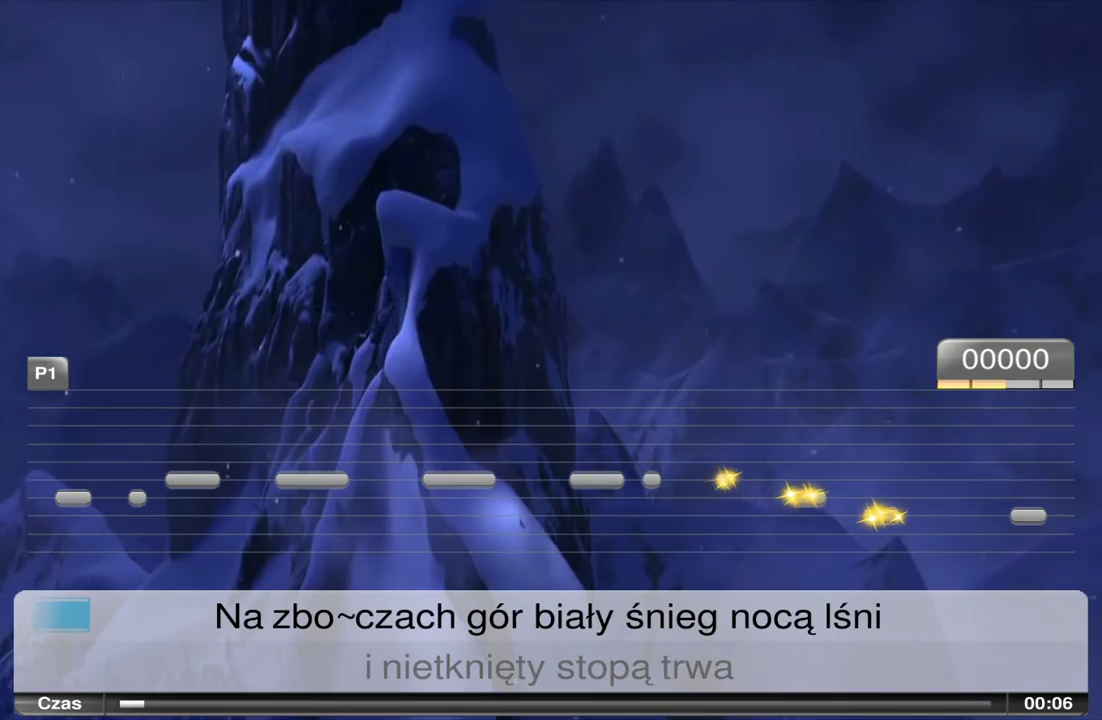 P1
00000
Na zbo~czach gór biały śnieg nocą lśni
i nietknięty stopą trwa
Czas
00:06